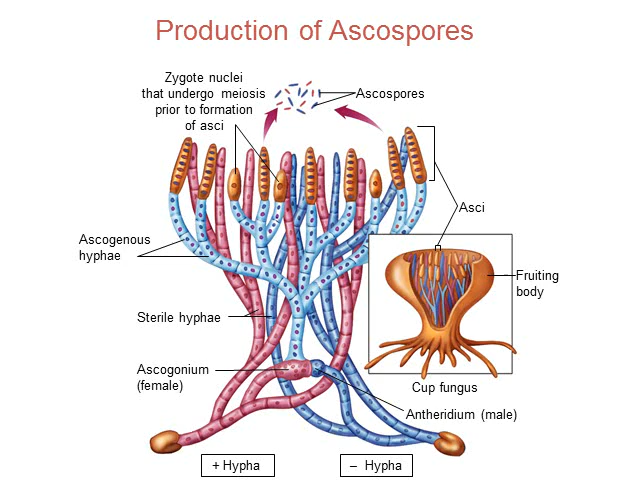 Production of Ascospores
Zygote nuclei
that undergo meiosis
prior to formation
of asci
Ascospores
Asci
Ascogenous
hyphae
Fruiting
body
Sterile hyphae
Ascogonium
(female)
Cup fungus
Antheridium (male)
+ Hypha
– Hypha